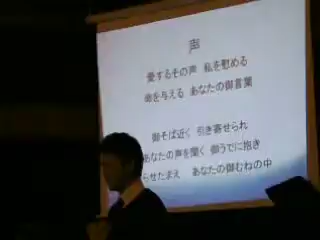 声
愛するその声 私を慰める
命を与える あなたの御言葉
御そば近く 引き寄せられ
あなたの声を聞く 御うでに抱き
らせたまえ あなたの御むねの中